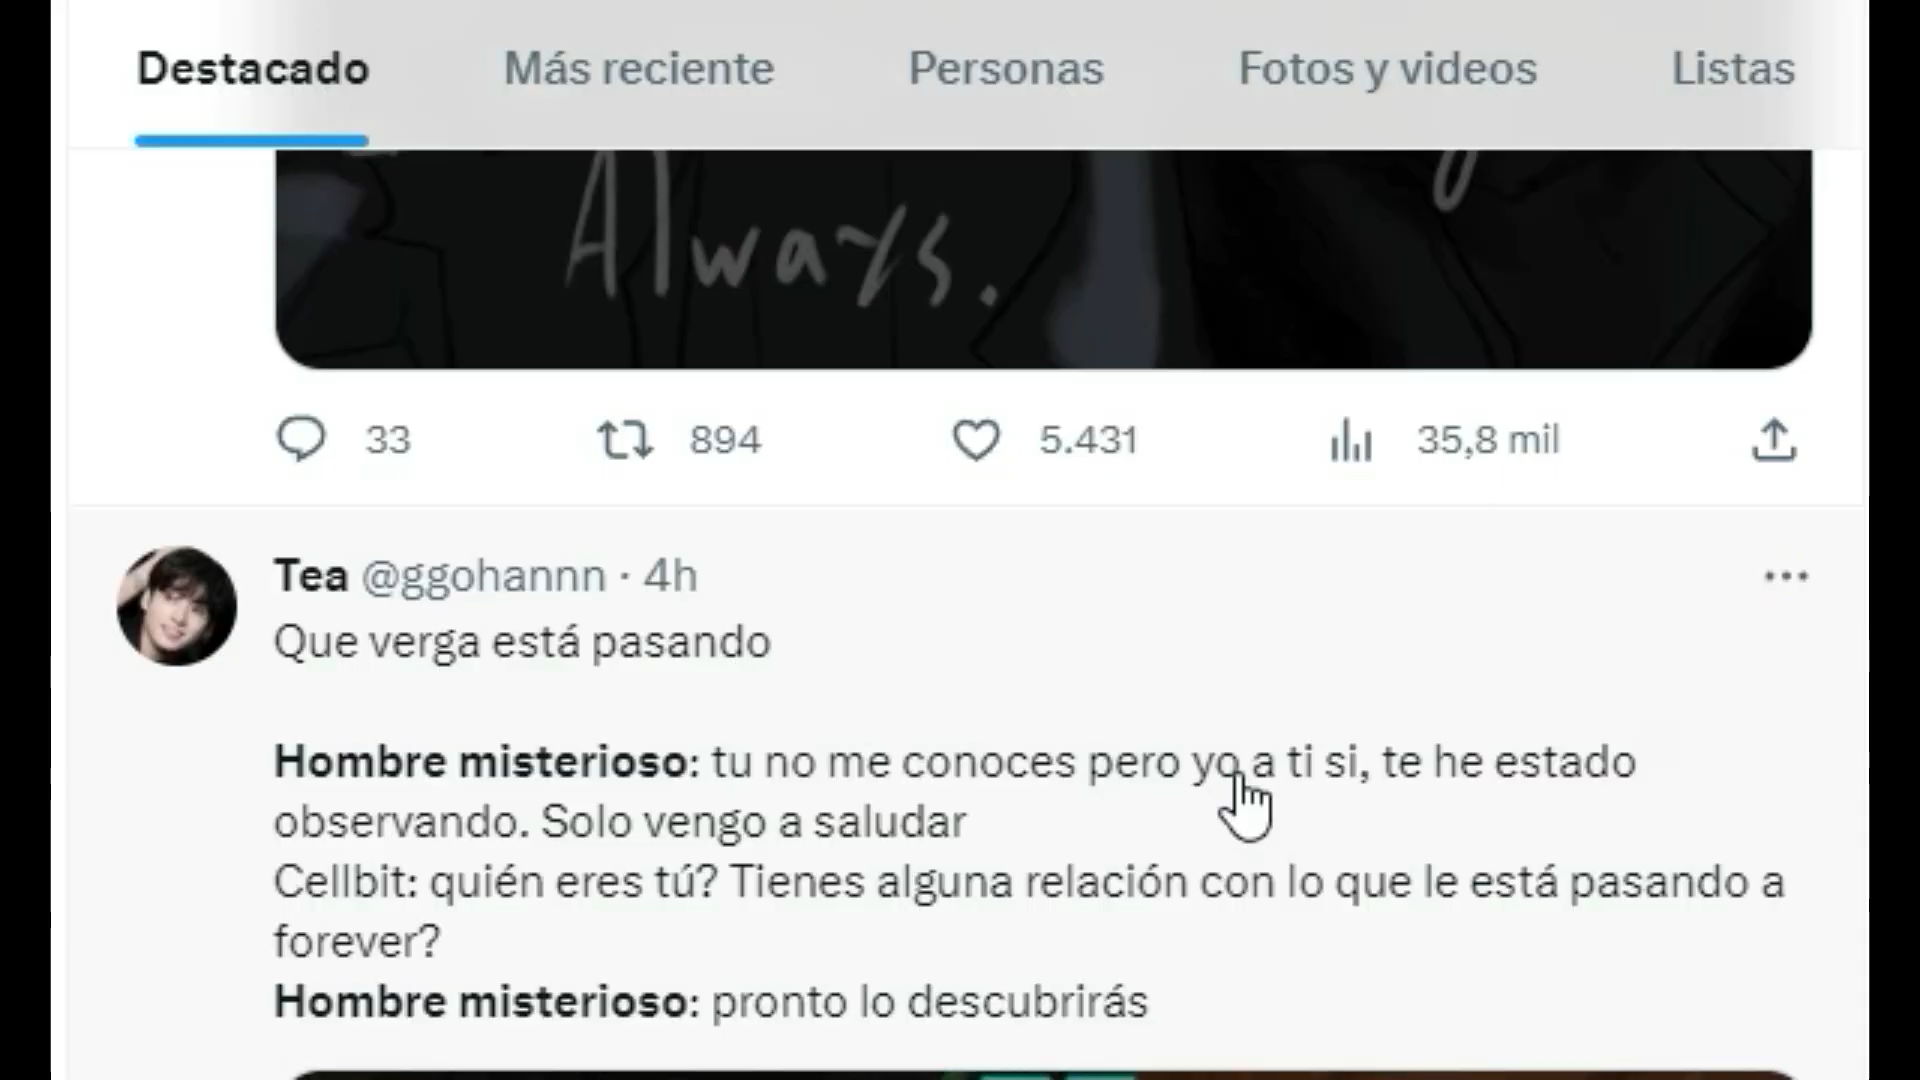 Destacado Más reciente Personas Fotos y videos Listas
Always.
33 894 5.431 35,8 mil
Tea @ggohannn · 4h
Que verga está pasando
Hombre misterioso: tu no me conoces pero yo a ti si, te he estado
observando. Solo vengo a saludar
Cellbit: quién eres tú? Tienes alguna relación con lo que le está pasando a
forever?
Hombre misterioso: pronto lo descubrirás